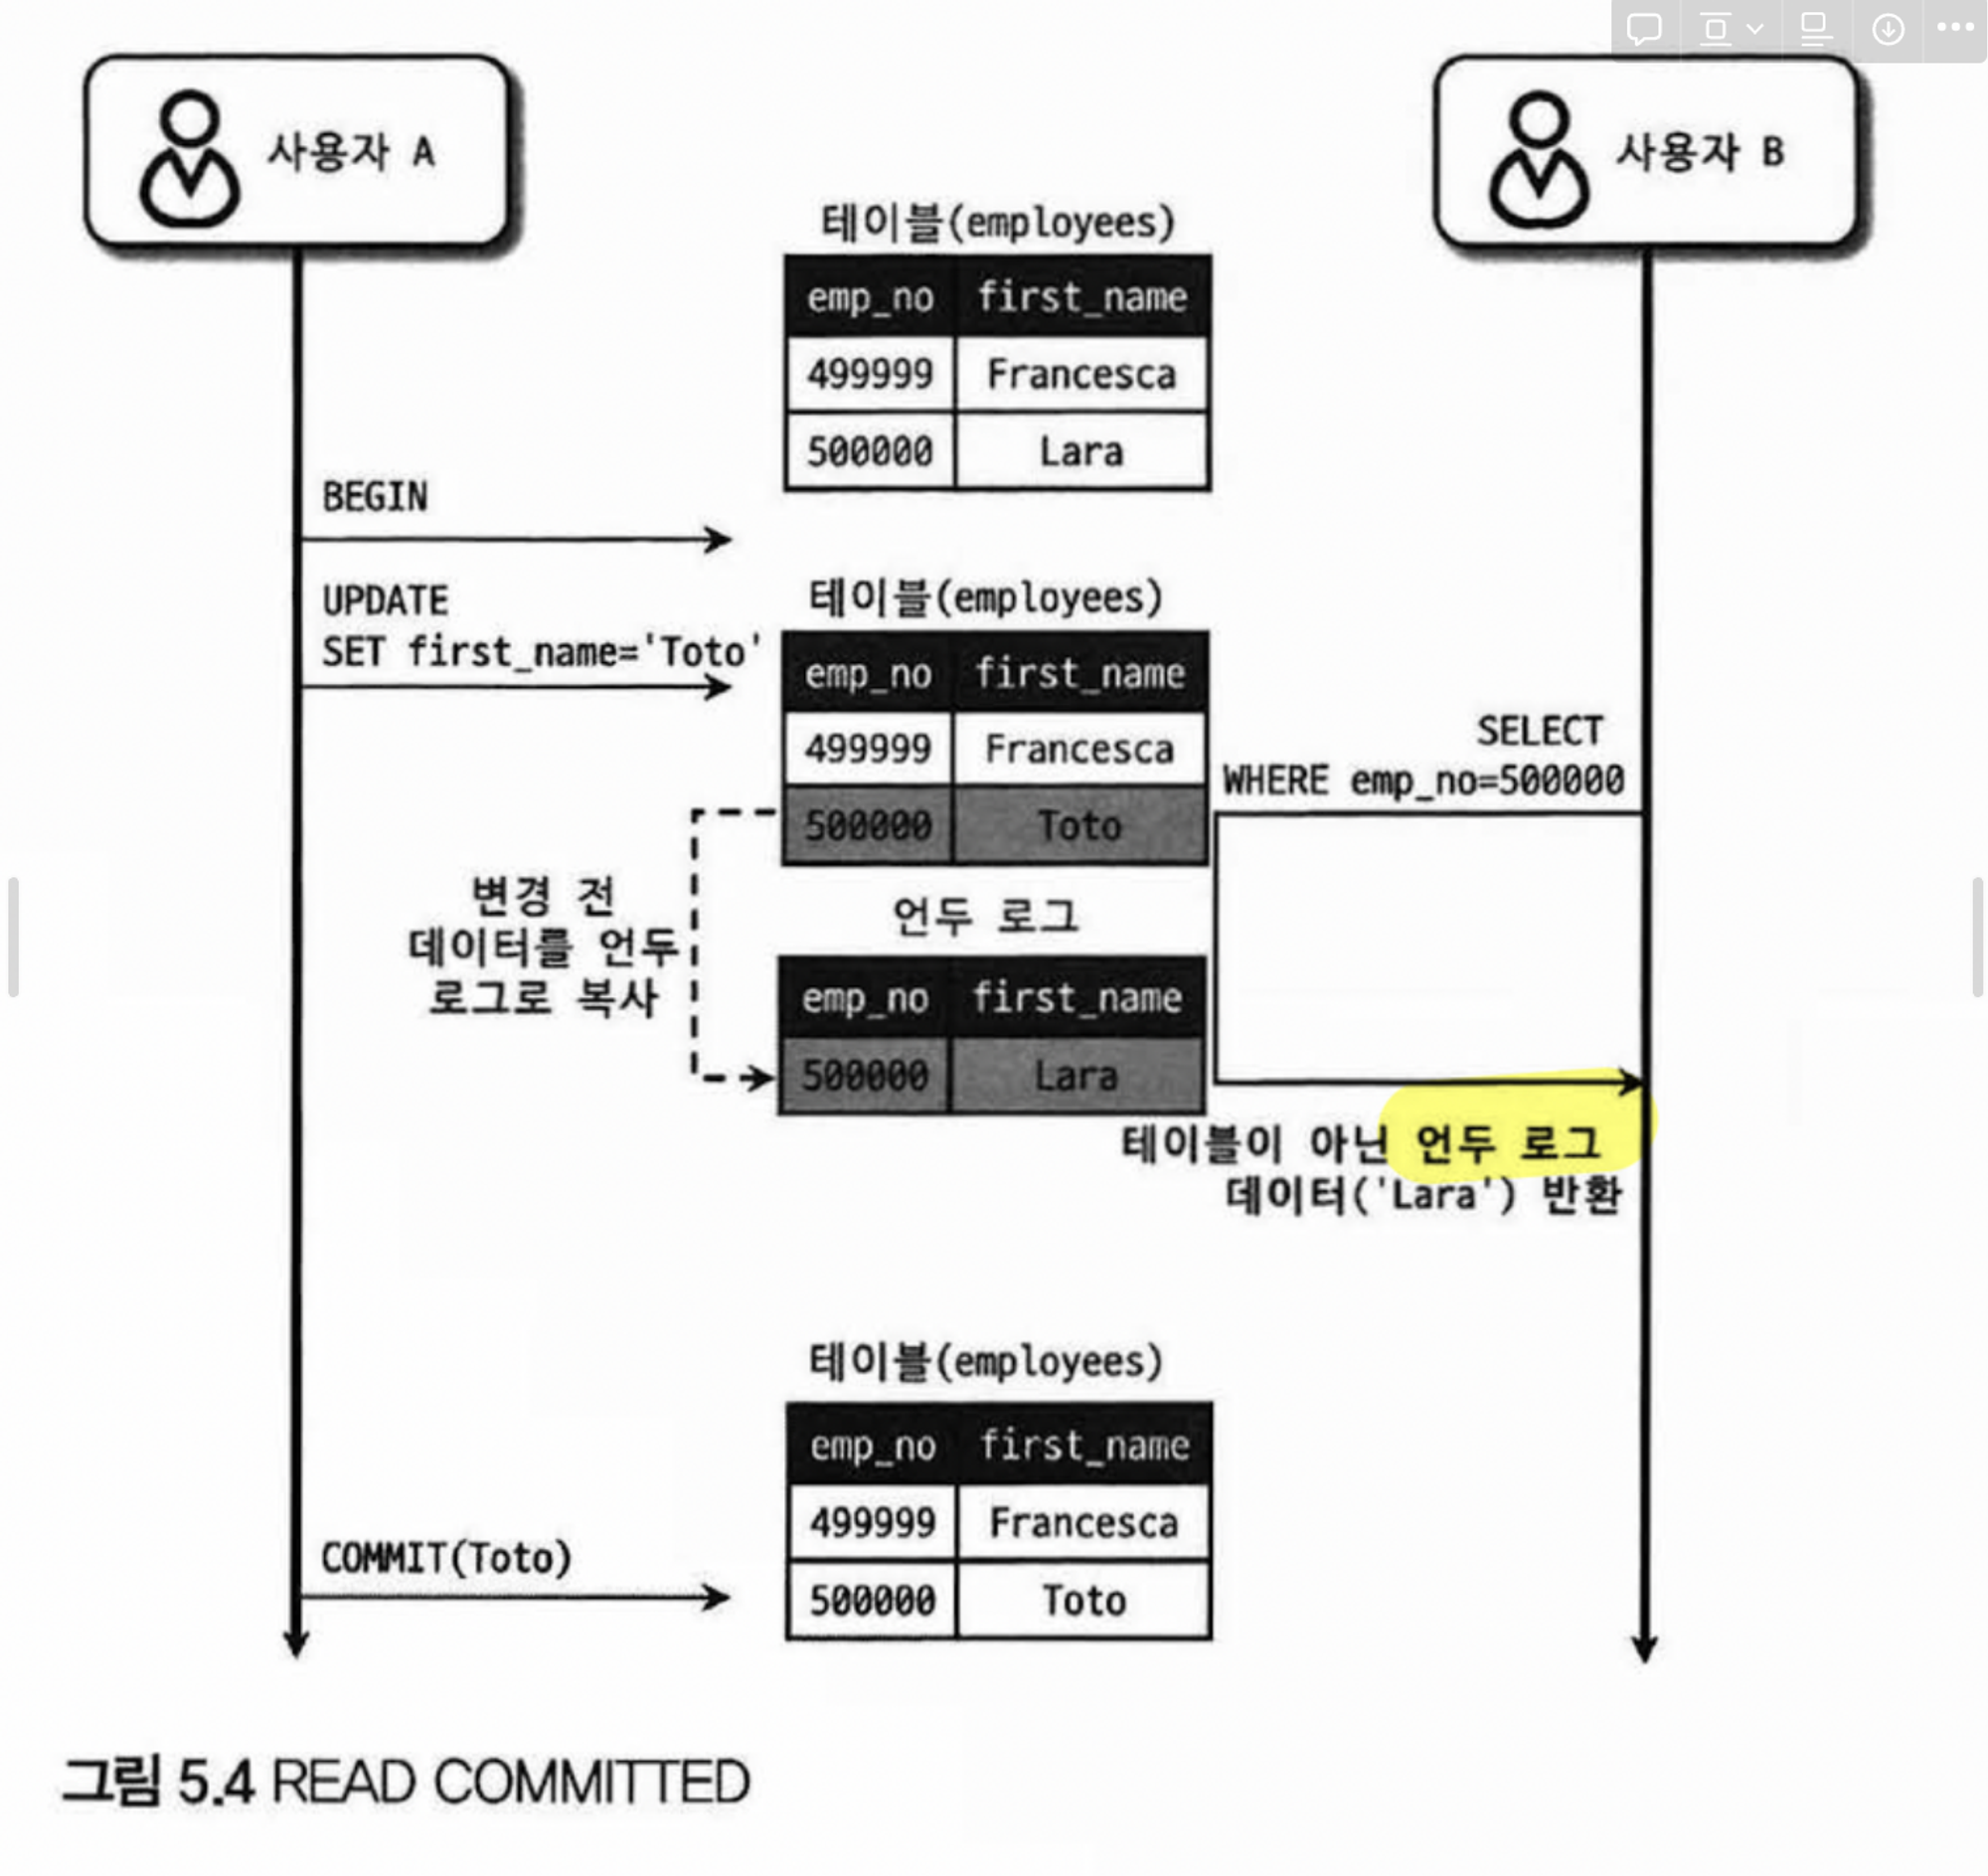 사용자 A
사용자 B
테이블(employees)
emp_no first_name
499999 Francesca
500000 Lara
BEGIN
UPDATE
SET first_name='Toto'
테이블(employees)
emp_no first_name
499999 Francesca
500000 Toto
SELECT
WHERE emp_no=500000
변경 전
데이터를 언두
로그로 복사
언두 로그
emp_no first_name
500000 Lara
테이블이 아닌 언두 로그
데이터('Lara') 반환
테이블(employees)
emp_no first_name
499999 Francesca
500000 Toto
COMMIT(Toto)
그림 5.4 READ COMMITTED